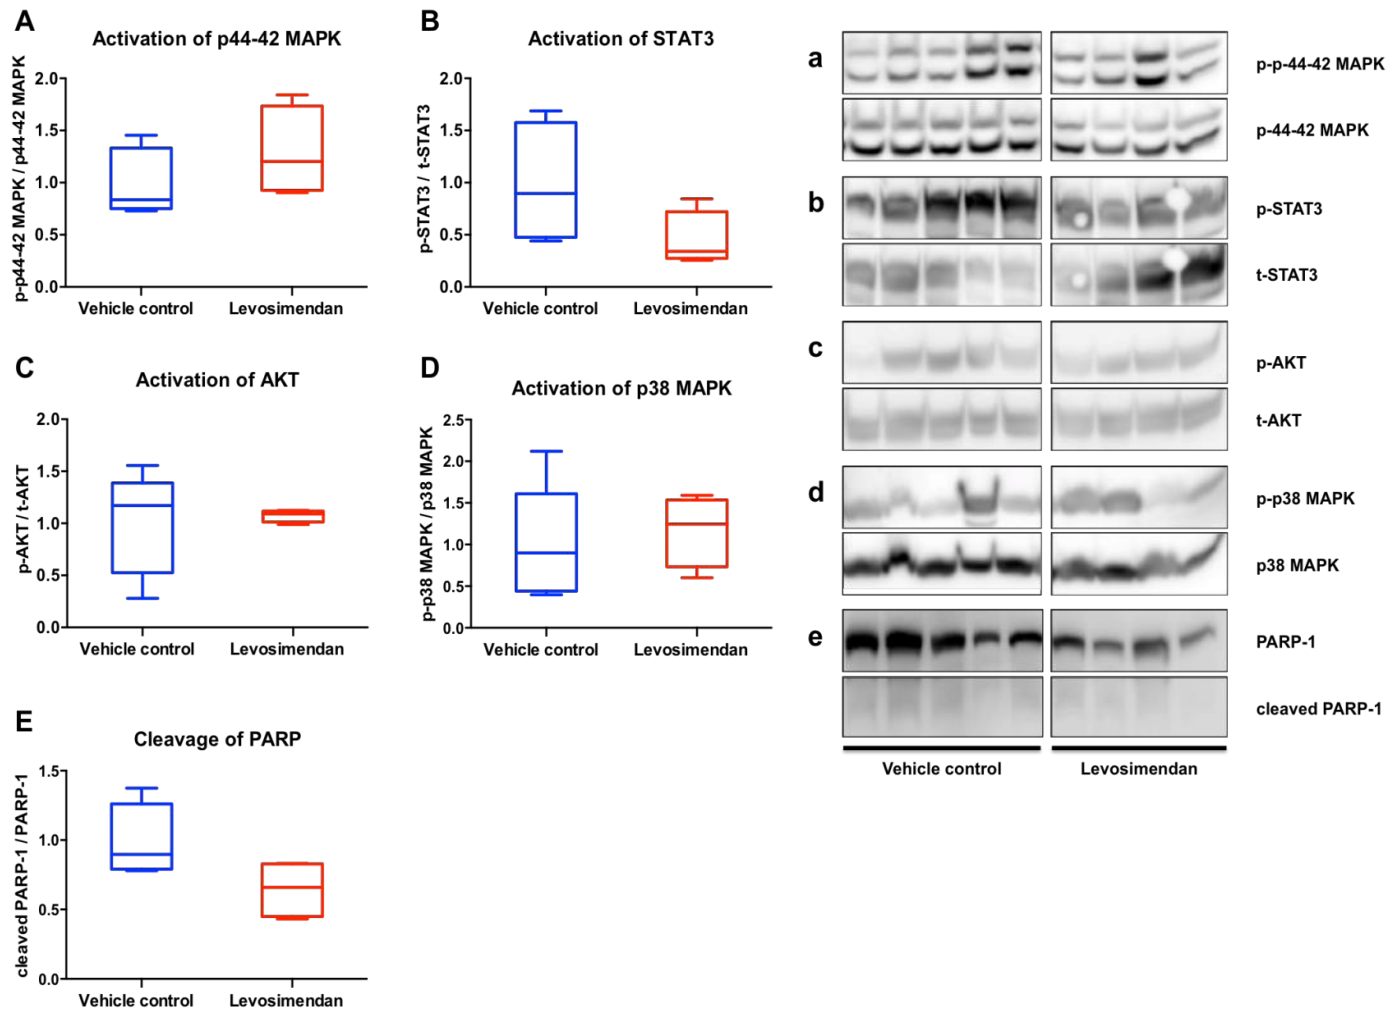 A
Activation of p44-42 MAPK
p-p44-42 MAPK / p44-42 MAPK
2.0
1.5
1.0
0.5
0.0
Vehicle control
Levosimendan
B
Activation of STAT3
p-STAT3 / t-STAT3
2.0
1.5
1.0
0.5
0.0
Vehicle control
Levosimendan
C
Activation of AKT
p-AKT / t-AKT
2.0
1.5
1.0
0.5
0.0
Vehicle control
Levosimendan
D
Activation of p38 MAPK
p-p38 MAPK / p38 MAPK
2.5
2.0
1.5
1.0
0.5
0.0
Vehicle control
Levosimendan
E
Cleavage of PARP
cleaved PARP-1 / PARP-1
1.5
1.0
0.5
0.0
Vehicle control
Levosimendan
a
p-p-44-42 MAPK
p-44-42 MAPK
b
p-STAT3
t-STAT3
c
p-AKT
t-AKT
d
p-p38 MAPK
p38 MAPK
e
PARP-1
cleaved PARP-1
Vehicle control
Levosimendan